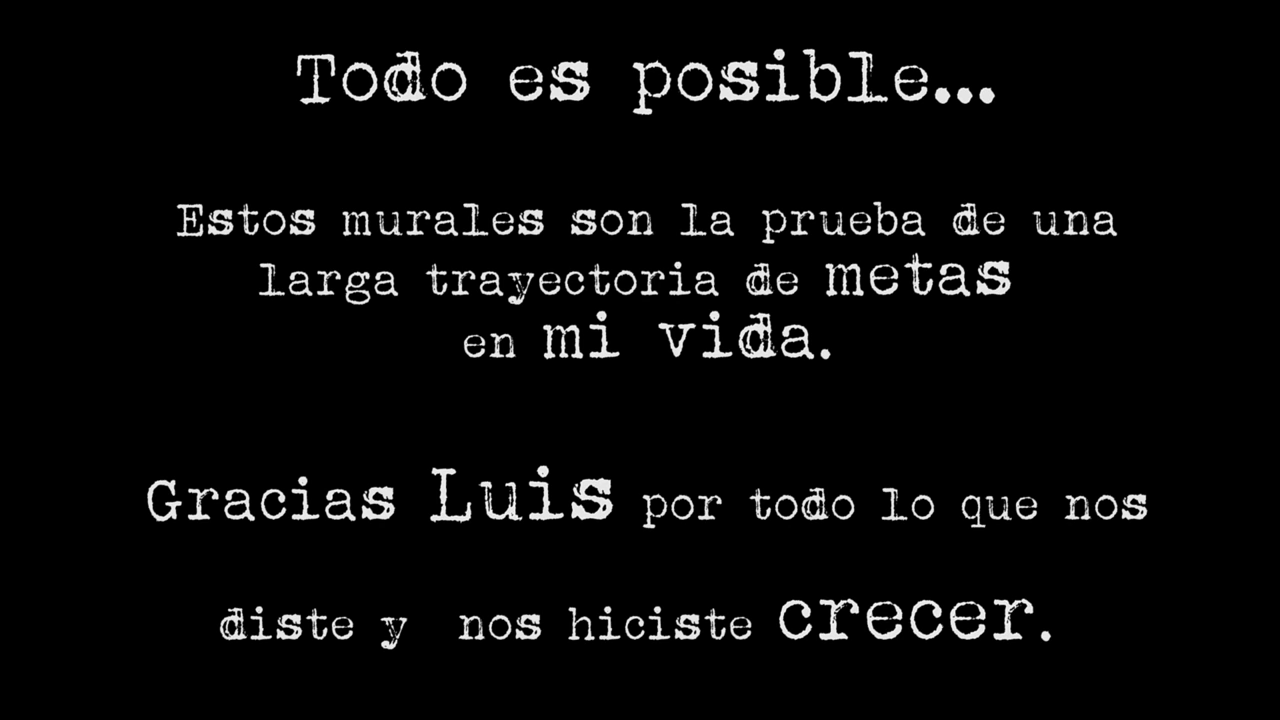 Todo es posible...
Estos murales son la prueba de una
larga trayectoria de metas
en mi vida.
Gracias Luis por todo lo que nos
diste y nos hiciste crecer.